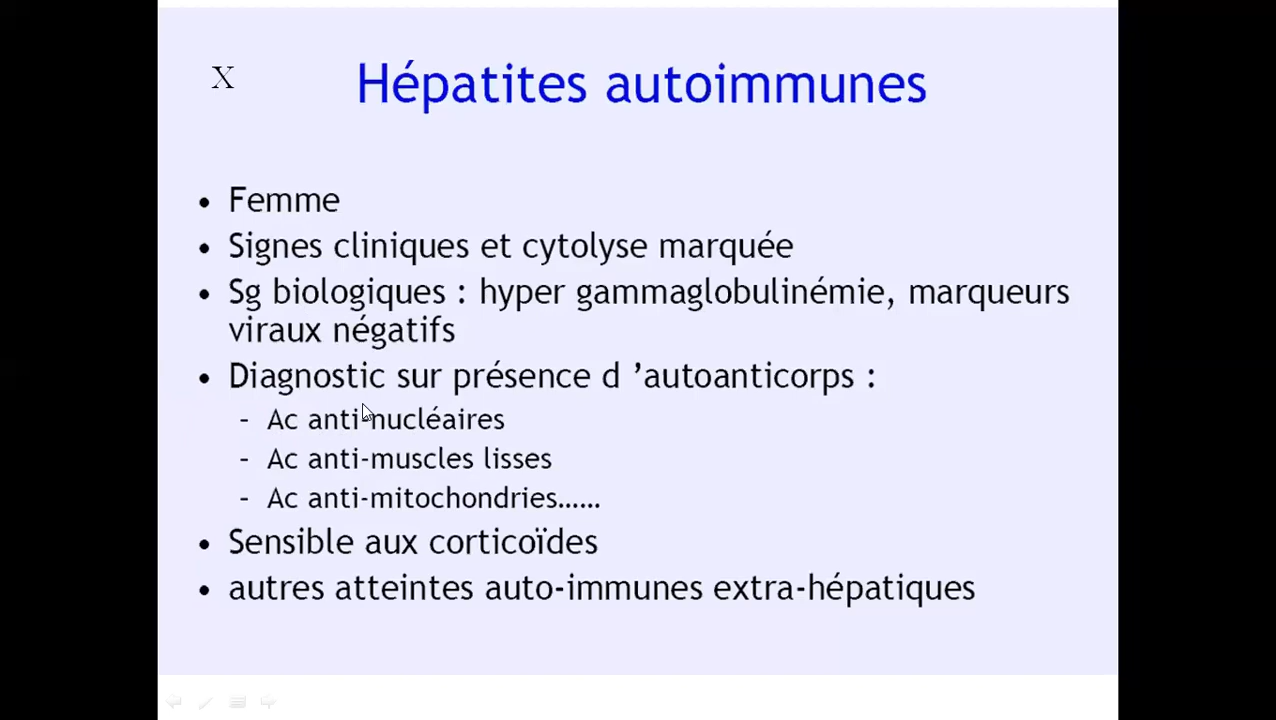 X
Hépatites autoimmunes
• Femme
• Signes cliniques et cytolyse marquée
• Sg biologiques : hyper gammaglobulinémie, marqueurs
viraux négatifs
• Diagnostic sur présence d ’autoanticorps :
- Ac anti-nucléaires
- Ac anti-muscles lisses
- Ac anti-mitochondries……
• Sensible aux corticoïdes
• autres atteintes auto-immunes extra-hépatiques